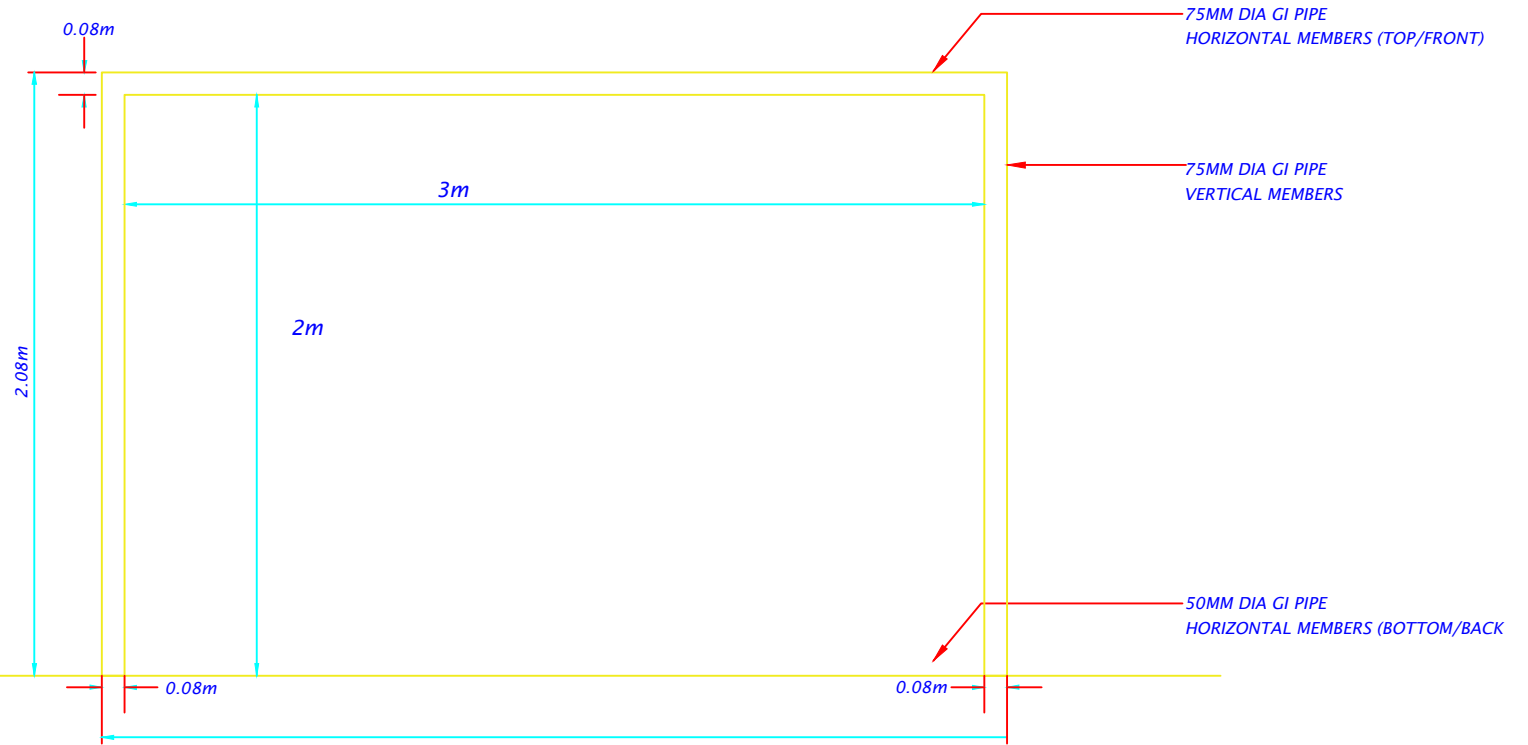 0.08m
75MM DIA GI PIPE
HORIZONTAL MEMBERS (TOP/FRONT)
75MM DIA GI PIPE
VERTICAL MEMBERS
3m
2m
2.08m
50MM DIA GI PIPE
HORIZONTAL MEMBERS (BOTTOM/BACK
0.08m
0.08m